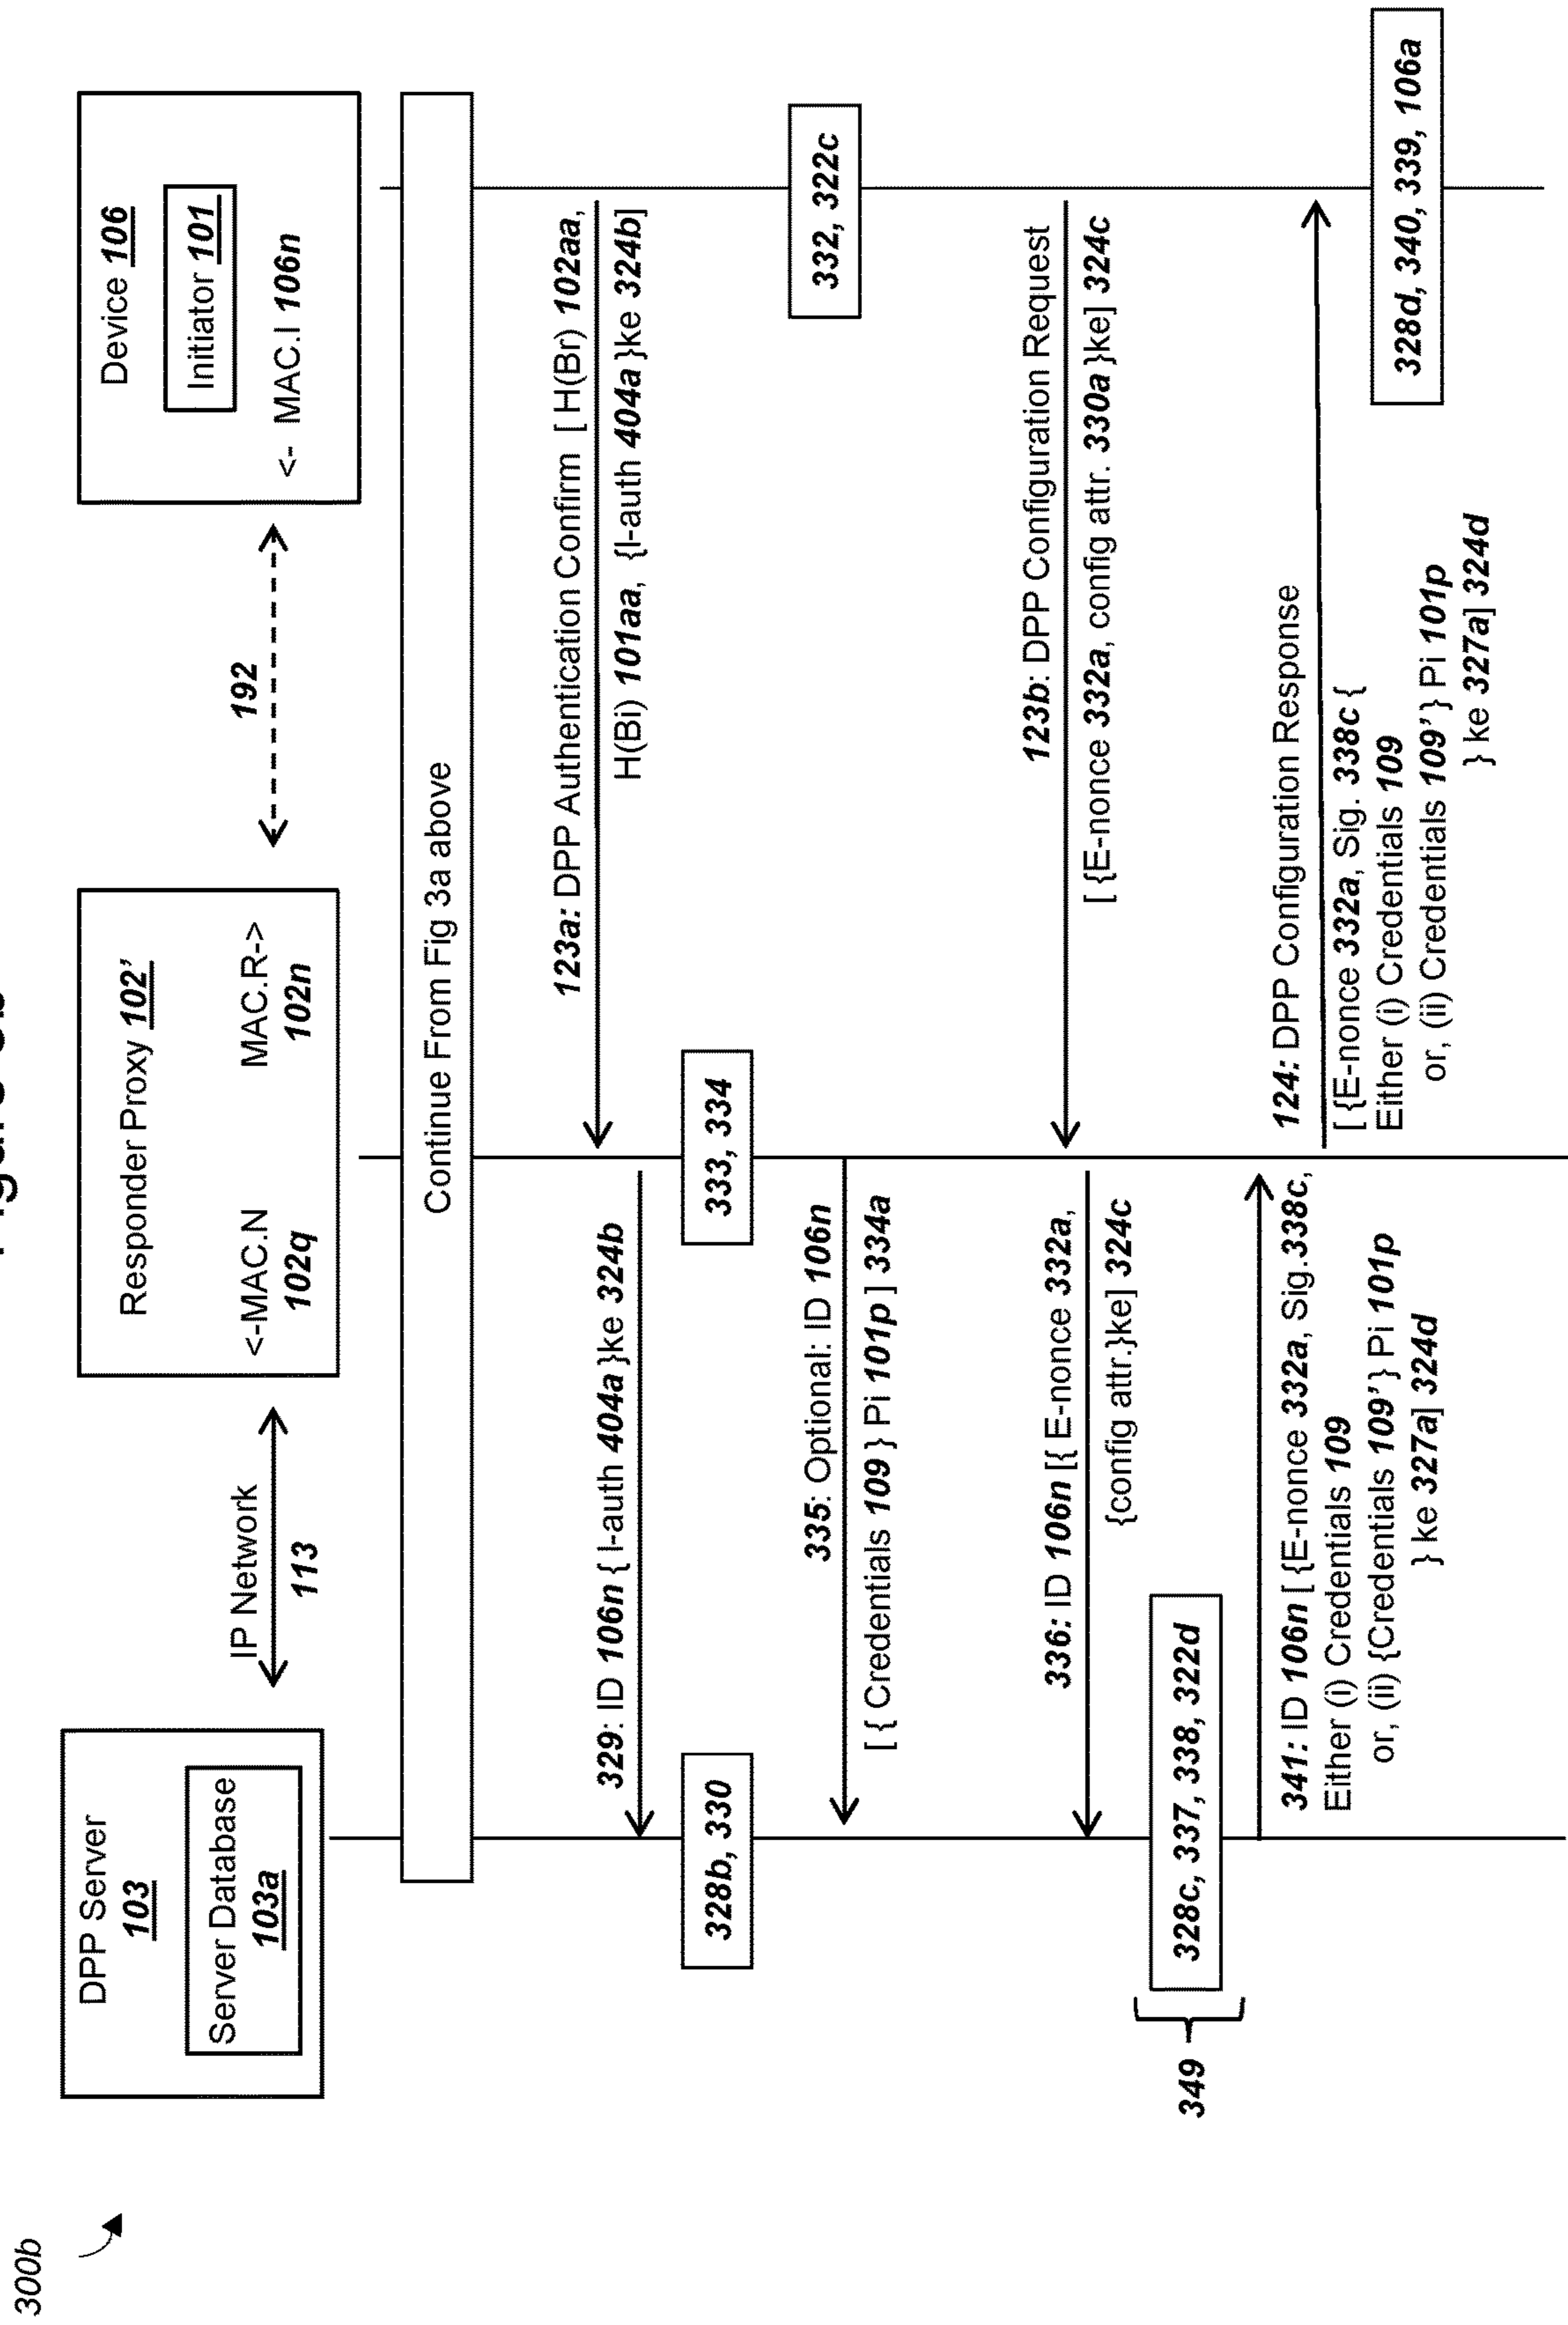 300b
DPP Server
103
Server Database
103a
IP Network
113
Responder Proxy 102'
<-MAC.N
102q
MAC.R->
102n
192
Device 106
Initiator 101
<- MAC.I 106n
Continue From Fig 3a above
123a: DPP Authentication Confirm [ H(Br) 102aa,
H(Bi) 101aa, {I-auth 404a }ke 324b]
329: ID 106n { I-auth 404a }ke 324b
328b, 330
333, 334
332, 322c
335: Optional: ID 106n
[ { Credentials 109 } Pi 101p ] 334a
123b: DPP Configuration Request
[ {E-nonce 332a, config attr. 330a }ke] 324c
336: ID 106n [{ E-nonce 332a,
{config attr.}ke] 324c
349
328c, 337, 338, 322d
341: ID 106n [ {E-nonce 332a, Sig.338c,
Either (i) Credentials 109
or, (ii) {Credentials 109'} Pi 101p
} ke 327a] 324d
124: DPP Configuration Response
[ {E-nonce 332a, Sig. 338c {
Either (i) Credentials 109
or, (ii) Credentials 109'} Pi 101p
} ke 327a] 324d
328d, 340, 339, 106a